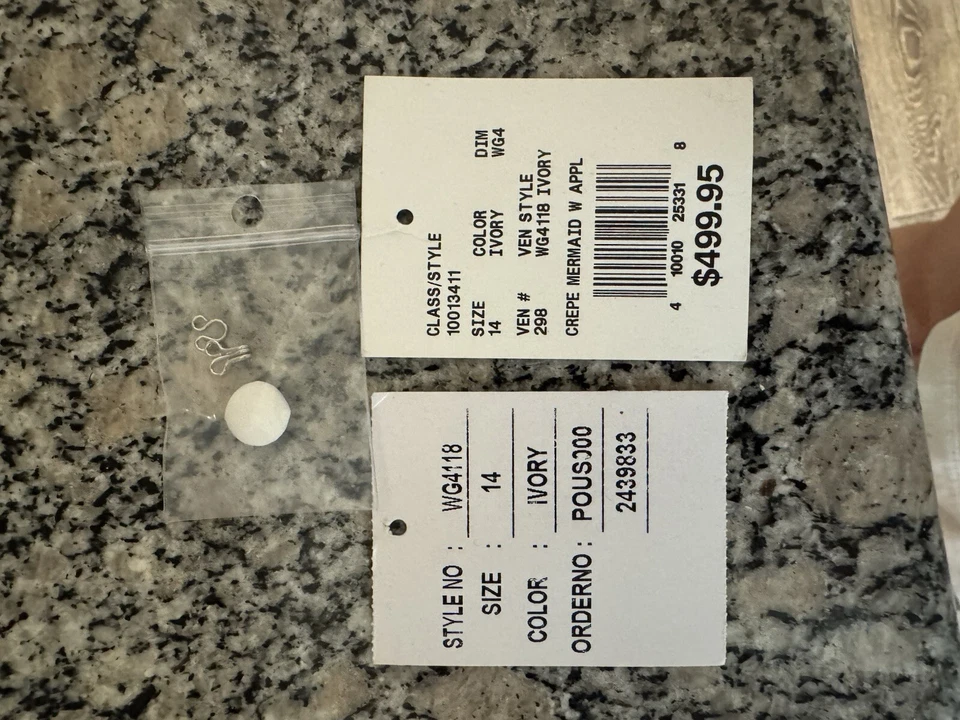 CLASS/STYLE
10013411
SIZE COLOR DIM
14 IVORY WG4
VEN # VEN STYLE
298 WG4118 IVORY
CREPE MERMAID W APPL
4 10010 25331 8
$499.95
STYLE NO : WG4118
SIZE : 14
COLOR : IVORY
ORDERNO : POUS000
2439833